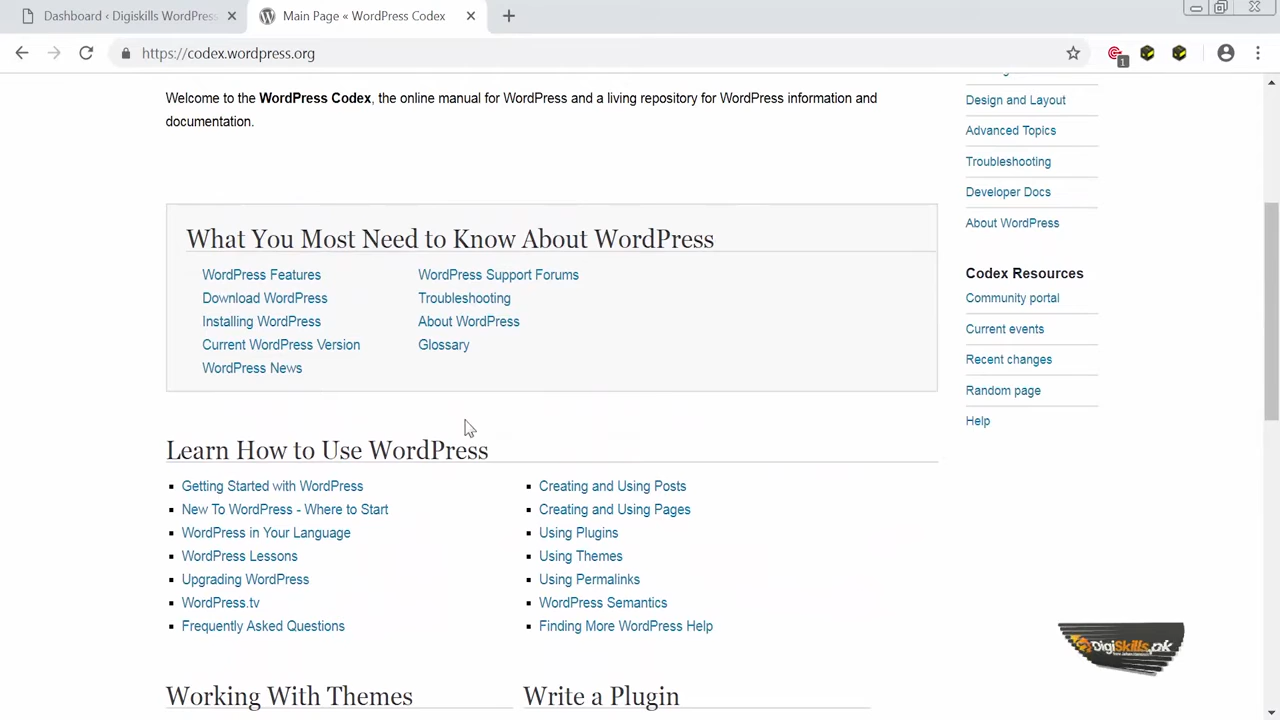 Dashboard ‹ Digiskills WordPress
Main Page « WordPress Codex
https://codex.wordpress.org
1
Welcome to the WordPress Codex, the online manual for WordPress and a living repository for WordPress information and
documentation.
What You Most Need to Know About WordPress
WordPress Features
Download WordPress
Installing WordPress
Current WordPress Version
WordPress News
WordPress Support Forums
Troubleshooting
About WordPress
Glossary
Learn How to Use WordPress
Getting Started with WordPress
New To WordPress - Where to Start
WordPress in Your Language
WordPress Lessons
Upgrading WordPress
WordPress.tv
Frequently Asked Questions
Creating and Using Posts
Creating and Using Pages
Using Plugins
Using Themes
Using Permalinks
WordPress Semantics
Finding More WordPress Help
Working With Themes
Write a Plugin
Design and Layout
Advanced Topics
Troubleshooting
Developer Docs
About WordPress
Codex Resources
Community portal
Current events
Recent changes
Random page
Help
DigiSkills.pk